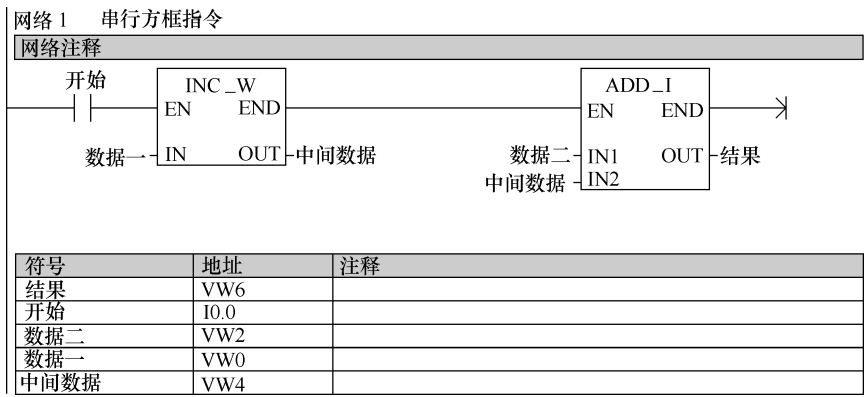 网络1 串行方框指令
网络注释
开始
INC_W
EN END
数据一 IN OUT 中间数据
ADD_I
EN END
数据二 IN1 OUT 结果
中间数据 IN2
符号 地址 注释
结果 VW6
开始 I0.0
数据二 VW2
数据一 VW0
中间数据 VW4